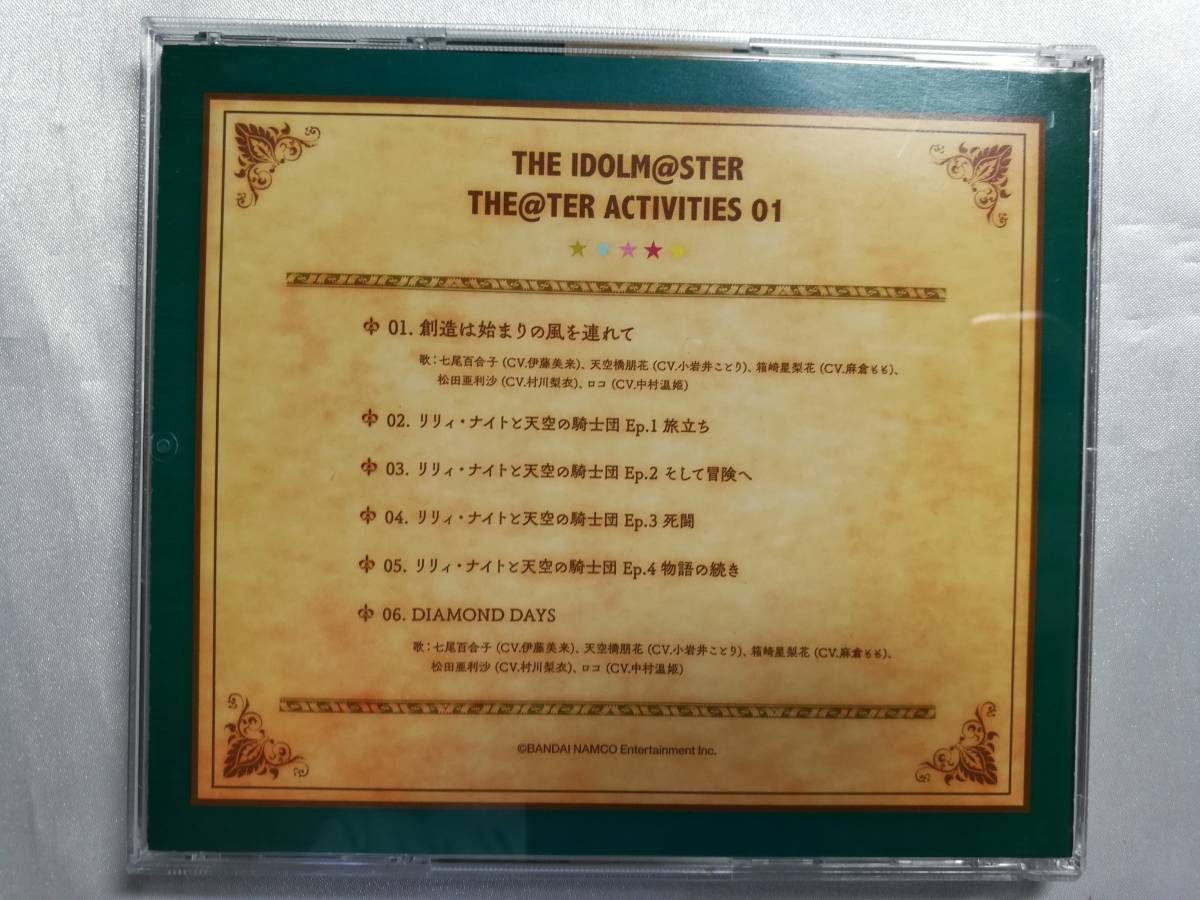 THE IDOLM@STER
THE@TER ACTIVITIES 01
01. 創造は始まりの風を連れて
歌：七尾百合子 (CV.伊藤美来)、天空橋朋花 (CV.小岩井ことり)、箱崎星梨花 (CV.麻倉もも)、
松田亜利沙 (CV.村川梨衣)、ロコ (CV.中村温姫)
02. リリィ・ナイトと天空の騎士団 Ep.1 旅立ち
03. リリィ・ナイトと天空の騎士団 Ep.2 そして冒険へ
04. リリィ・ナイトと天空の騎士団 Ep.3 死闘
05. リリィ・ナイトと天空の騎士団 Ep.4 物語の続き
06. DIAMOND DAYS
歌：七尾百合子 (CV.伊藤美来)、天空橋朋花 (CV.小岩井ことり)、箱崎星梨花 (CV.麻倉もも)、
松田亜利沙 (CV.村川梨衣)、ロコ (CV.中村温姫)
©BANDAI NAMCO Entertainment Inc.